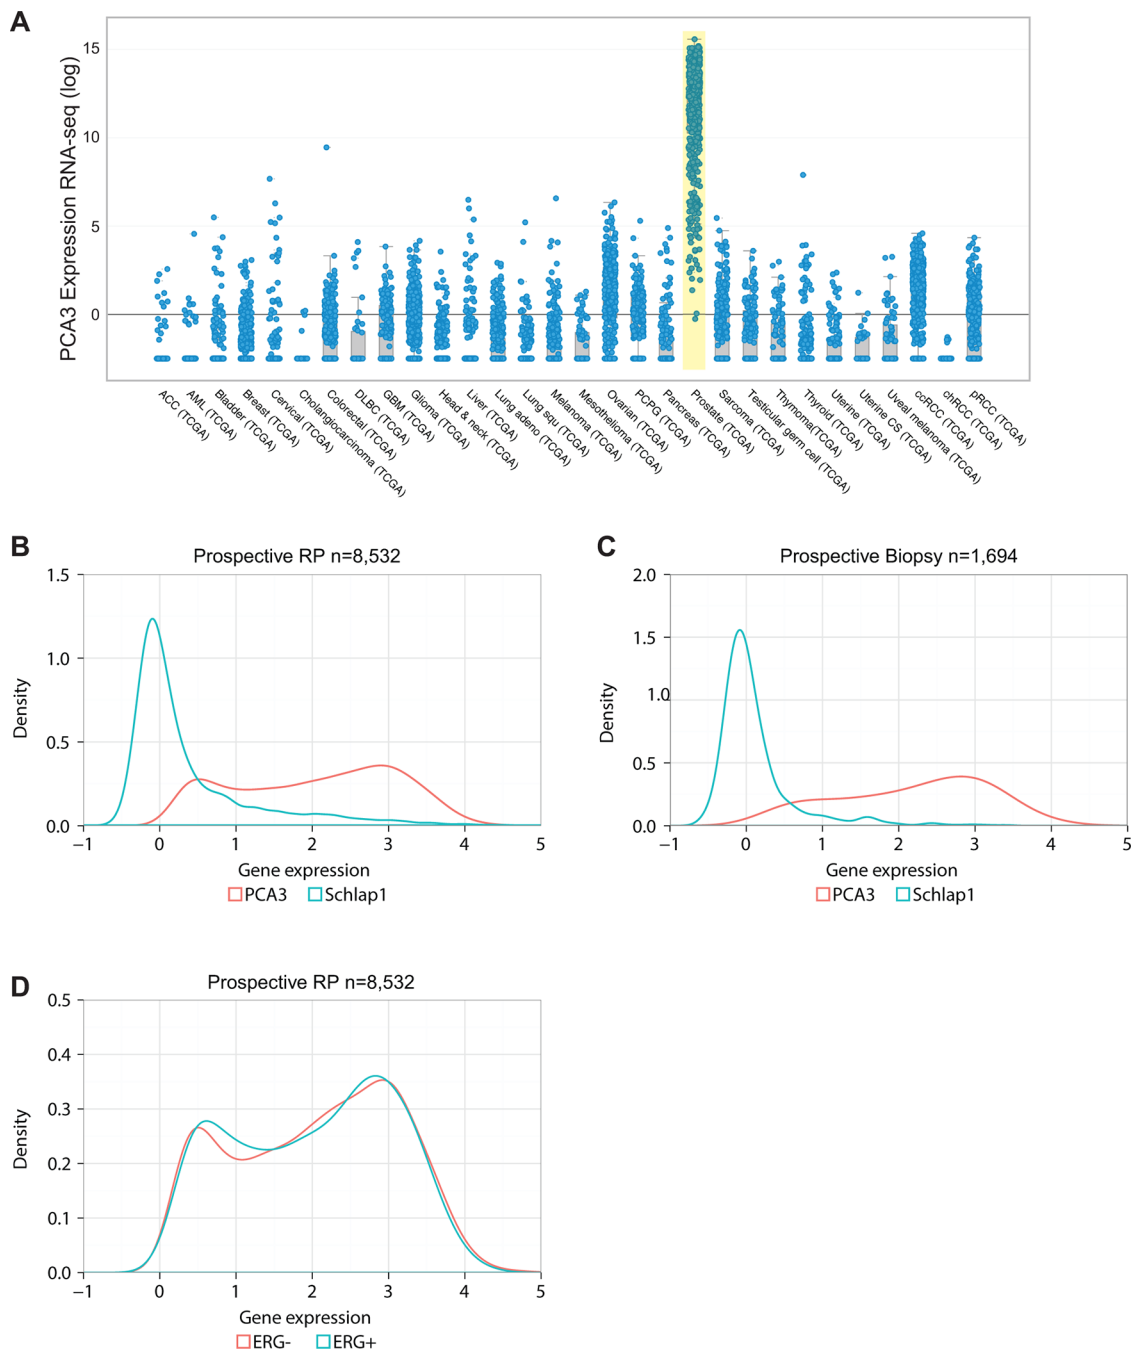 A
PCA3 Expression RNA-seq (log)
15
10
5
0
ACC (TCGA)
AML (TCGA)
Bladder (TCGA)
Breast (TCGA)
Cervical (TCGA)
Cholangiocarcinoma (TCGA)
Colorectal (TCGA)
DLBC (TCGA)
GBM (TCGA)
Glioma (TCGA)
Head & neck (TCGA)
Liver (TCGA)
Lung adeno (TCGA)
Lung squ (TCGA)
Melanoma (TCGA)
Mesothelioma (TCGA)
Ovarian (TCGA)
PCPG (TCGA)
Pancreas (TCGA)
Prostate (TCGA)
Sarcoma (TCGA)
Testicular germ cell (TCGA)
Thymoma(TCGA)
Thyroid (TCGA)
Uterine (TCGA)
Uterine CS (TCGA)
Uveal melanoma (TCGA)
ccRCC (TCGA)
chRCC (TCGA)
pRCC (TCGA)
B
Prospective RP n=8,532
Density
1.5
1.0
0.5
0.0
−1 0 1 2 3 4 5
Gene expression
PCA3 Schlap1
C
Prospective Biopsy n=1,694
Density
2.0
1.5
1.0
0.5
0.0
−1 0 1 2 3 4 5
Gene expression
PCA3 Schlap1
D
Prospective RP n=8,532
Density
0.5
0.4
0.3
0.2
0.1
0.0
−1 0 1 2 3 4 5
Gene expression
ERG- ERG+